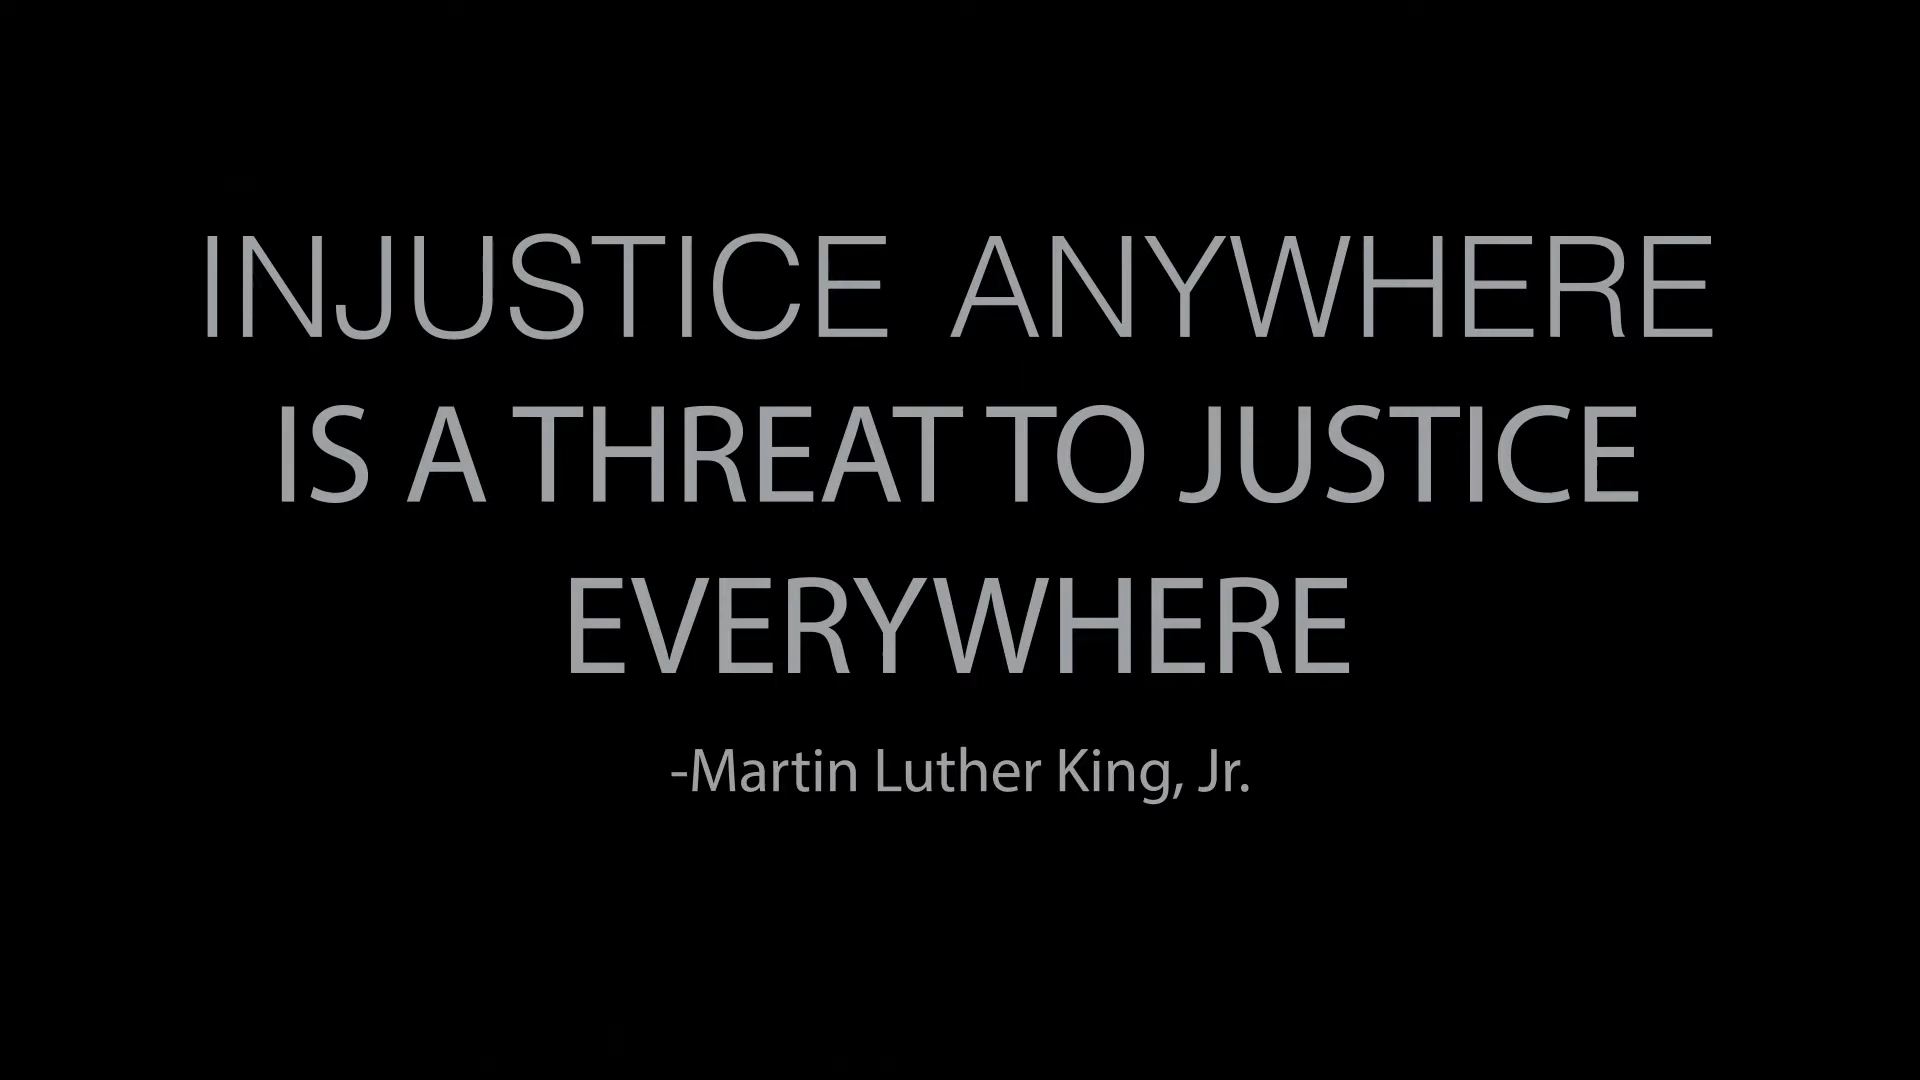 INJUSTICE ANYWHERE
IS A THREAT TO JUSTICE
EVERYWHERE
-Martin Luther King, Jr.